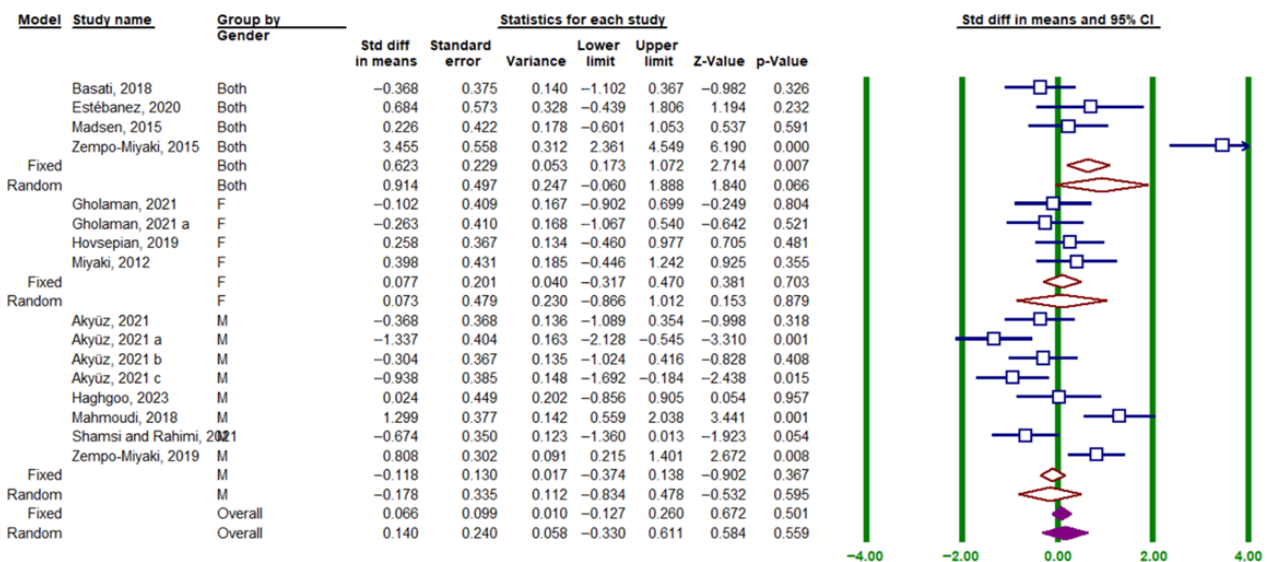 Model Study name Group by Gender Statistics for each study Std diff in means and 95% CI
Std diff in means Standard error Variance Lower limit Upper limit Z-Value p-Value
Basati, 2018 Both −0.368 0.375 0.140 −1.102 0.367 −0.982 0.326
Estébanez, 2020 Both 0.684 0.573 0.328 −0.439 1.806 1.194 0.232
Madsen, 2015 Both 0.226 0.422 0.178 −0.601 1.053 0.537 0.591
Zempo-Miyaki, 2015 Both 3.455 0.558 0.312 2.361 4.549 6.190 0.000
Fixed Both 0.623 0.229 0.053 0.173 1.072 2.714 0.007
Random Both 0.914 0.497 0.247 −0.060 1.888 1.840 0.066
Gholaman, 2021 F −0.102 0.409 0.167 −0.902 0.699 −0.249 0.804
Gholaman, 2021 a F −0.263 0.410 0.168 −1.067 0.540 −0.642 0.521
Hovsepian, 2019 F 0.258 0.367 0.134 −0.460 0.977 0.705 0.481
Miyaki, 2012 F 0.398 0.431 0.185 −0.446 1.242 0.925 0.355
Fixed F 0.077 0.201 0.040 −0.317 0.470 0.381 0.703
Random F 0.073 0.479 0.230 −0.866 1.012 0.153 0.879
Akyüz, 2021 M −0.368 0.368 0.136 −1.089 0.354 −0.998 0.318
Akyüz, 2021 a M −1.337 0.404 0.163 −2.128 −0.545 −3.310 0.001
Akyüz, 2021 b M −0.304 0.367 0.135 −1.024 0.416 −0.828 0.408
Akyüz, 2021 c M −0.938 0.385 0.148 −1.692 −0.184 −2.438 0.015
Haghgoo, 2023 M 0.024 0.449 0.202 −0.856 0.905 0.054 0.957
Mahmoudi, 2018 M 1.299 0.377 0.142 0.559 2.038 3.441 0.001
Shamsi and Rahimi, 2021 M −0.674 0.350 0.123 −1.360 0.013 −1.923 0.054
Zempo-Miyaki, 2019 M 0.808 0.302 0.091 0.215 1.401 2.672 0.008
Fixed M −0.118 0.130 0.017 −0.374 0.138 −0.902 0.367
Random M −0.178 0.335 0.112 −0.834 0.478 −0.532 0.595
Fixed Overall 0.066 0.099 0.010 −0.127 0.260 0.672 0.501
Random Overall 0.140 0.240 0.058 −0.330 0.611 0.584 0.559
−4.00 −2.00 0.00 2.00 4.00